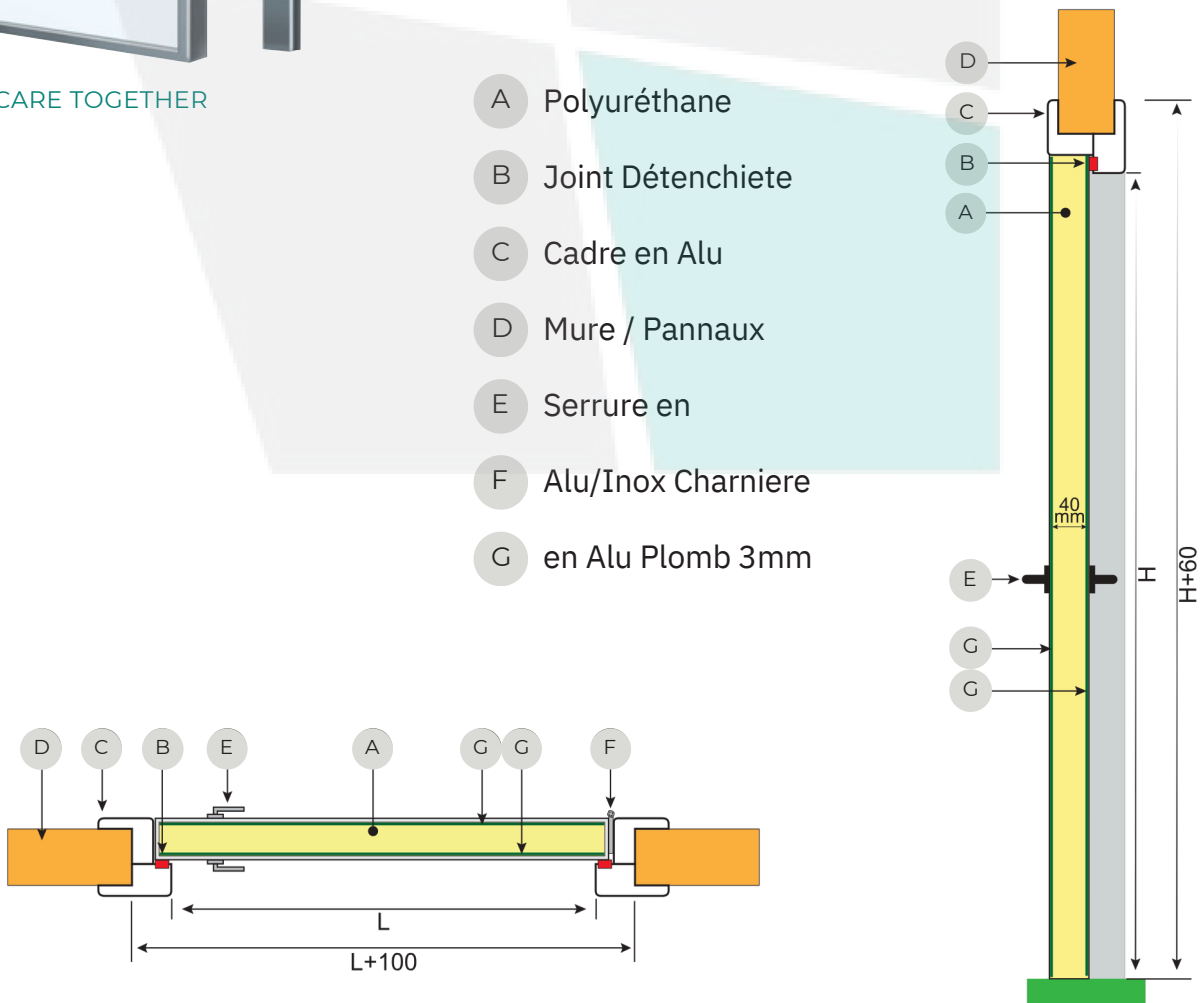 CARE TOGETHER
A Polyuréthane
B Joint Détenchiete
C Cadre en Alu
D Mure / Pannaux
E Serrure en
F Alu/Inox Charniere
G en Alu Plomb 3mm
D
C
B
A
40
mm
E
G
G
H
H+60
D C B E A G G F
L
L+100